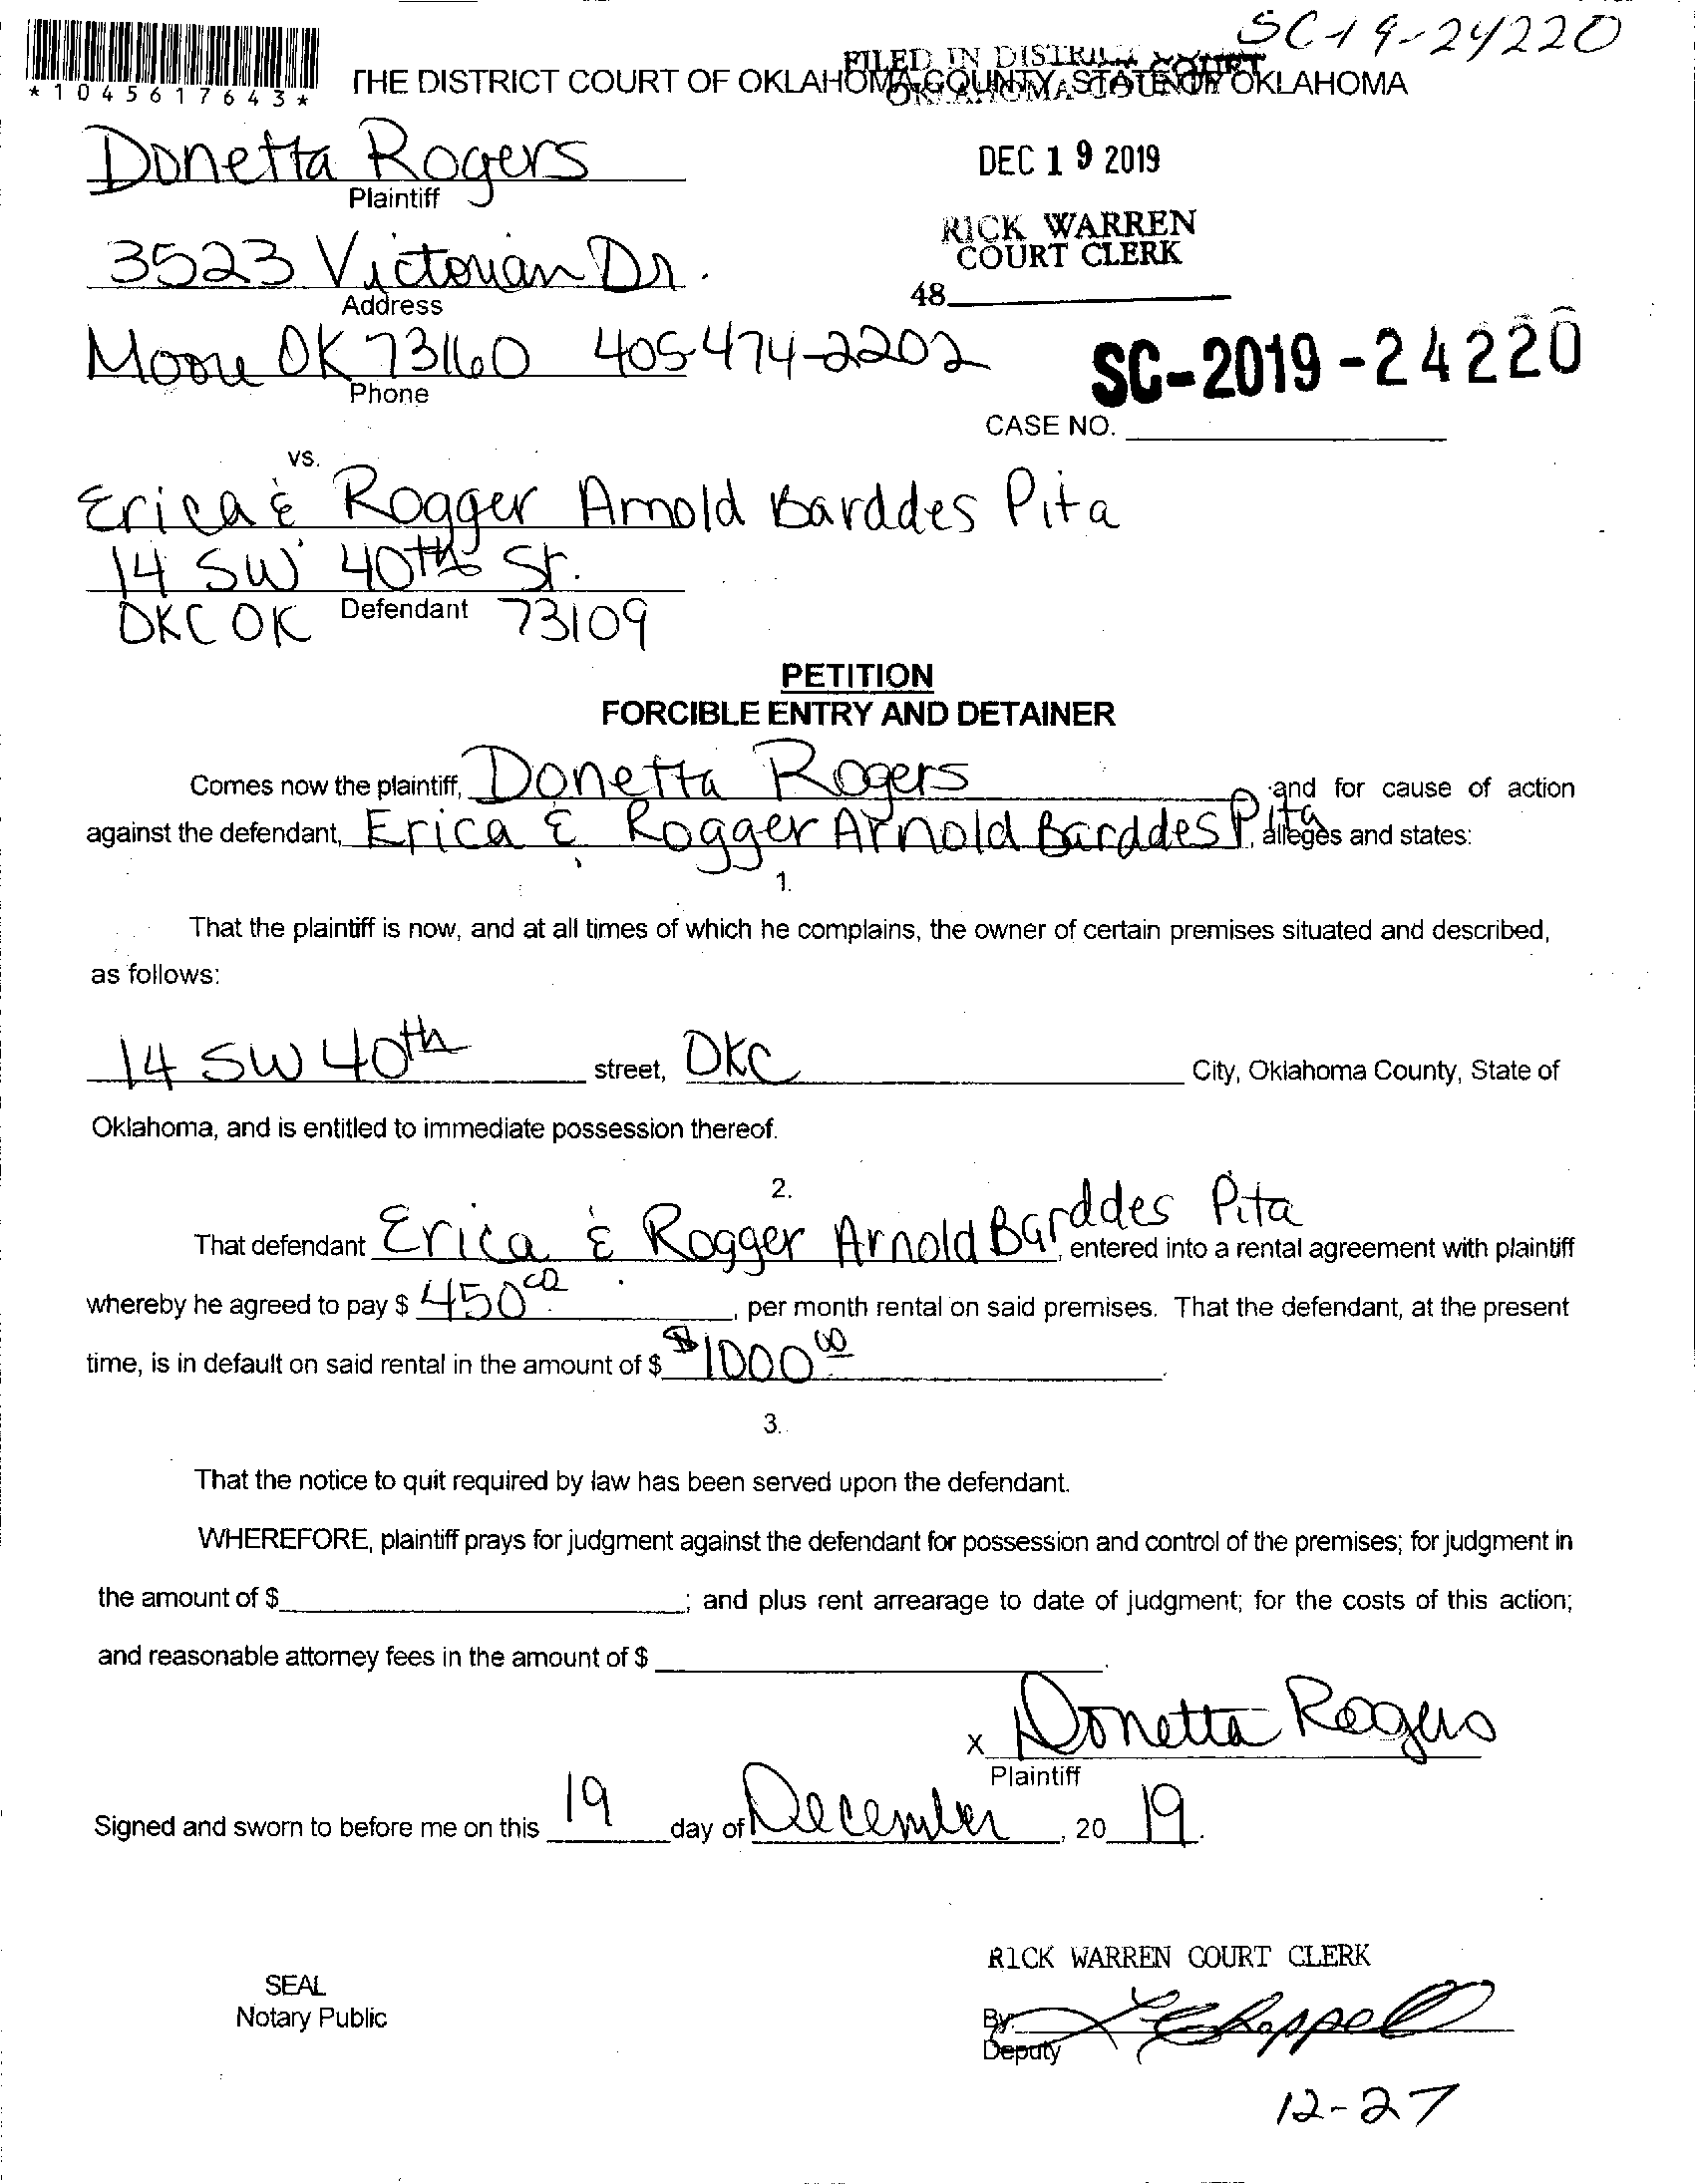 SC-19-24220
*1045617643*
THE DISTRICT COURT OF OKLAHOMA COUNTY, STATE OF OKLAHOMA
FILED IN DISTRICT COURT
OKLAHOMA COUNTY
Donetta Rogers
Plaintiff
DEC 19 2019
RICK WARREN
COURT CLERK
48
3523 Victorian Dr.
Address
Moore OK 73160 405-474-2202
Phone
SC-2019-24220
CASE NO.
vs.
Erica & Rogger Arnold Barddes Pita
14 SW 40th St.
Defendant
OKC OK 73109
PETITION
FORCIBLE ENTRY AND DETAINER
Comes now the plaintiff, Donetta Rogers and for cause of action
against the defendant, Erica & Rogger Arnold Barddes Pita, alleges and states:
1.
That the plaintiff is now, and at all times of which he complains, the owner of certain premises situated and described,
as follows:
14 SW 40th street, OKC City, Oklahoma County, State of
Oklahoma, and is entitled to immediate possession thereof.
2.
That defendant Erica & Rogger Arnold Barddes Pita, entered into a rental agreement with plaintiff
whereby he agreed to pay $ 450.00, per month rental on said premises. That the defendant, at the present
time, is in default on said rental in the amount of $ $1000.00.
3.
That the notice to quit required by law has been served upon the defendant.
WHEREFORE, plaintiff prays for judgment against the defendant for possession and control of the premises; for judgment in
the amount of $ ; and plus rent arrearage to date of judgment; for the costs of this action;
and reasonable attorney fees in the amount of $ .
x Donetta Rogers
Plaintiff
Signed and sworn to before me on this 19 day of December, 20 19.
RICK WARREN COURT CLERK
SEAL
Notary Public
By: Chappell
Deputy
12-27